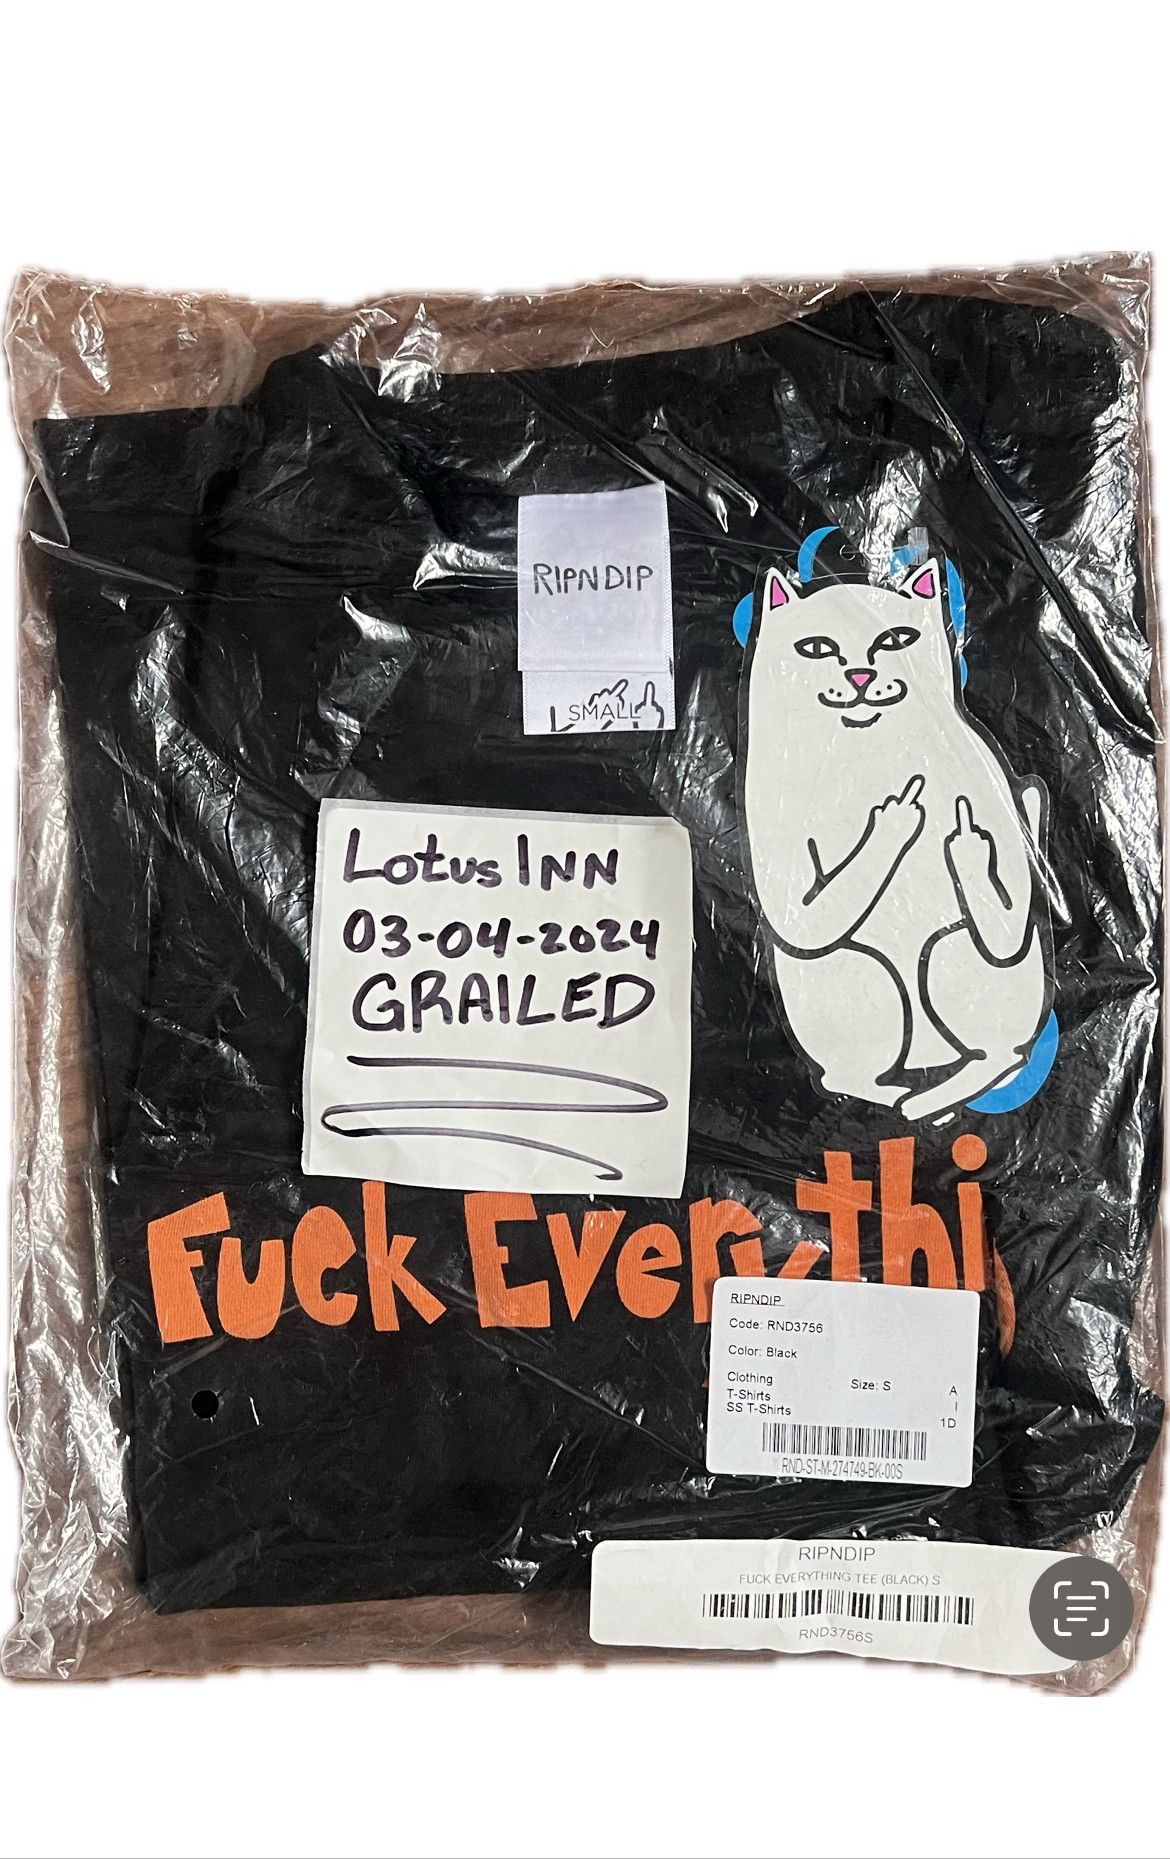 RIPNDIP
SMALL
Lotus INN
03-04-2024
GRAILED
Fuck Everythi
RIPNDIP
Code: RND3756
Color: Black
Clothing
Size: S
A
T-Shirts
I
SS T-Shirts
1D
RND-ST-M-274749-BK-00S
RIPNDIP
FUCK EVERYTHING TEE (BLACK) S
RND3756S